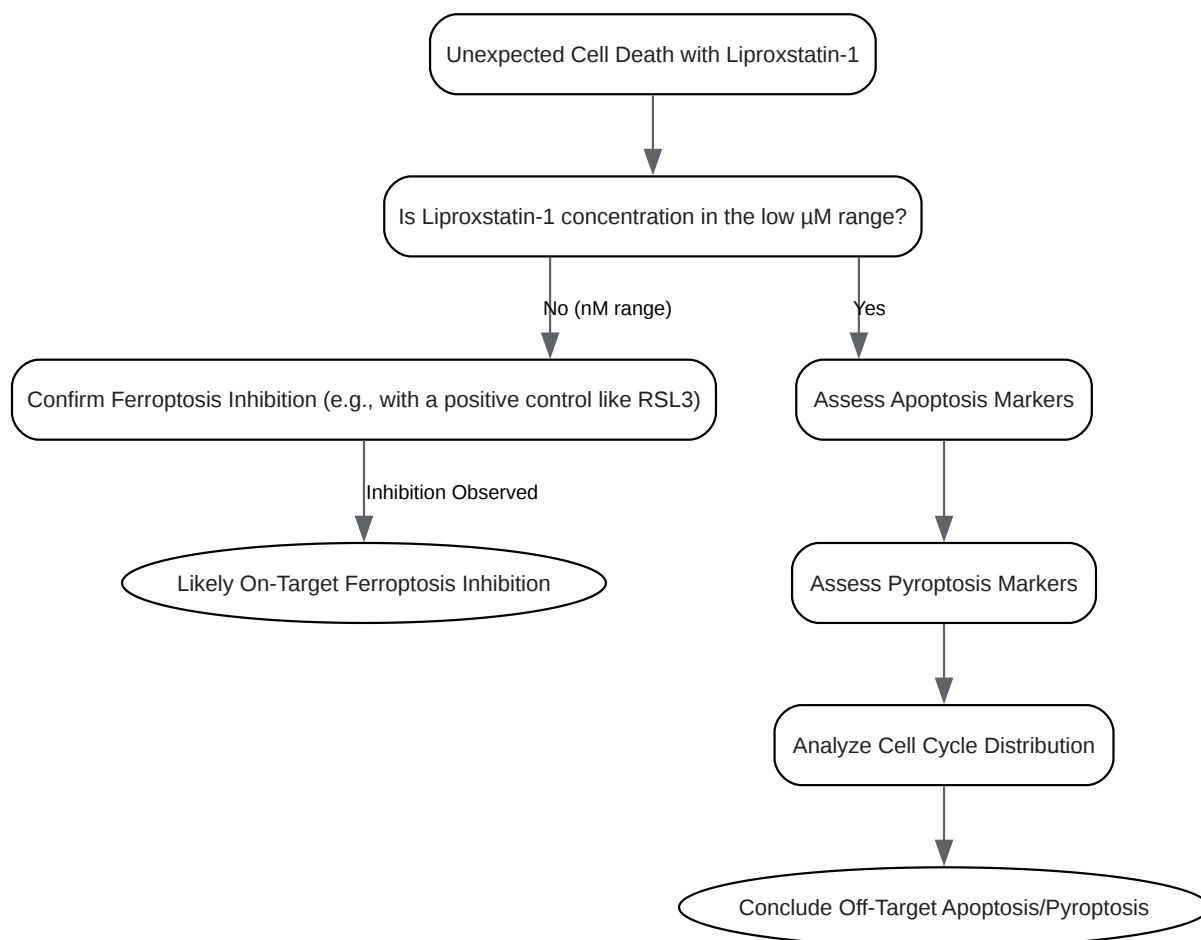 Unexpected Cell Death with Liproxstatin-1
Is Liproxstatin-1 concentration in the low µM range?
No (nM range)
Yes
Confirm Ferroptosis Inhibition (e.g., with a positive control like RSL3)
Assess Apoptosis Markers
Inhibition Observed
Likely On-Target Ferroptosis Inhibition
Assess Pyroptosis Markers
Analyze Cell Cycle Distribution
Conclude Off-Target Apoptosis/Pyroptosis